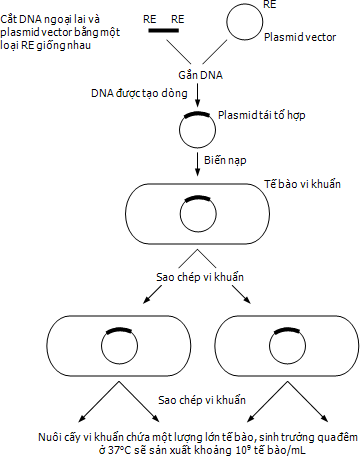 Cắt DNA ngoại lai và
plasmid vector bằng một
loại RE giống nhau
RE RE
RE
Plasmid vector
Gắn DNA
DNA được tạo dòng
Plasmid tái tổ hợp
Biến nạp
Tế bào vi khuẩn
Sao chép vi khuẩn
Sao chép vi khuẩn
Nuôi cấy vi khuẩn chứa một lượng lớn tế bào, sinh trưởng qua đêm
ở 37°C sẽ sản xuất khoảng 10⁹ tế bào/mL